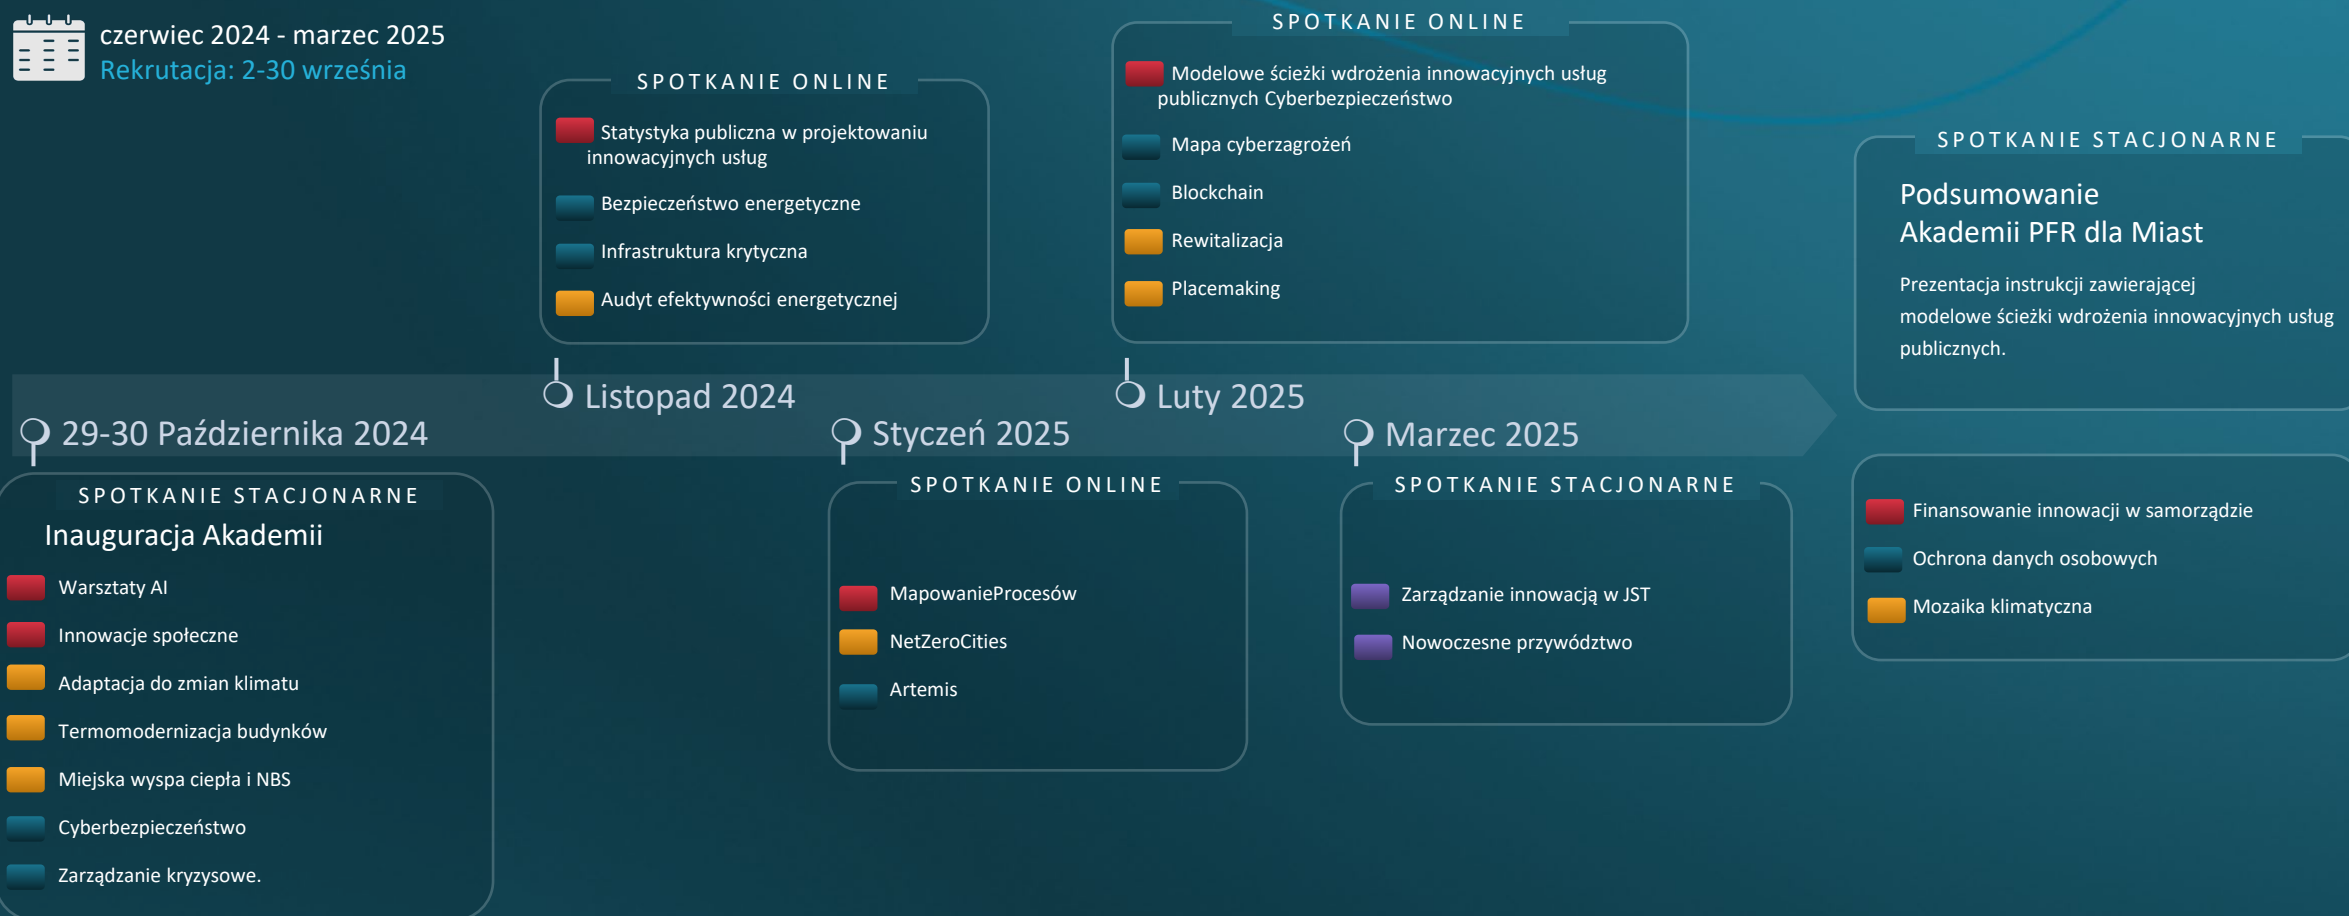 czerwiec 2024 - marzec 2025
Rekrutacja: 2-30 września
SPOTKANIE ONLINE
Statystyka publiczna w projektowaniu
innowacyjnych usług
Bezpieczeństwo energetyczne
Infrastruktura krytyczna
Audyt efektywności energetycznej
SPOTKANIE ONLINE
Modelowe ścieżki wdrożenia innowacyjnych usług
publicznych Cyberbezpieczeństwo
Mapa cyberzagrożeń
Blockchain
Rewitalizacja
Placemaking
SPOTKANIE STACJONARNE
Podsumowanie
Akademii PFR dla Miast
Prezentacja instrukcji zawierającej
modelowe ścieżki wdrożenia innowacyjnych usług
publicznych.
29-30 Października 2024
Listopad 2024
Styczeń 2025
Luty 2025
Marzec 2025
SPOTKANIE STACJONARNE
Inauguracja Akademii
Warsztaty AI
Innowacje społeczne
Adaptacja do zmian klimatu
Termomodernizacja budynków
Miejska wyspa ciepła i NBS
Cyberbezpieczeństwo
Zarządzanie kryzysowe.
SPOTKANIE ONLINE
MapowanieProcesów
NetZeroCities
Artemis
SPOTKANIE STACJONARNE
Zarządzanie innowacją w JST
Nowoczesne przywództwo
Finansowanie innowacji w samorządzie
Ochrona danych osobowych
Mozaika klimatyczna